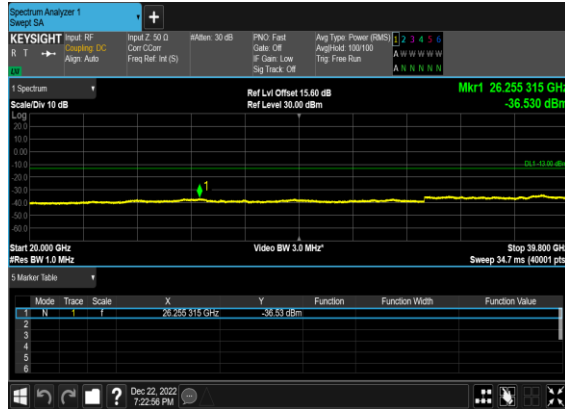 Spectrum Analyzer 1
Swept SA
+
KEYSIGHT Input: RF Input Z: 50 Ω #Atten: 30 dB PNO: Fast Avg Type: Power (RMS) 1 2 3 4 5 6
R T Coupling: DC Corr CCorr Gate: Off Avg|Hold: 100/100 A W W W W W
Align: Auto Freq Ref: Int (S) IF Gain: Low Trig: Free Run
Sig Track: Off A N N N N N
1 Spectrum
Ref Lvl Offset 15.60 dB Mkr1 26.255 315 GHz
Scale/Div 10 dB Ref Level 30.00 dBm -36.530 dBm
Log
20.0
10.0
0.00
-10.0
DL1 -13.00 dBm
-20.0
-30.0
1
-40.0
-50.0
-60.0
Start 20.000 GHz Video BW 3.0 MHz* Stop 39.800 GHz
#Res BW 1.0 MHz Sweep 34.7 ms (40001 pts)
5 Marker Table
Mode Trace Scale X Y Function Function Width Function Value
1 N 1 f 26.255 315 GHz -36.53 dBm
2
3
4
5
6
? Dec 22, 2022
7:22:56 PM